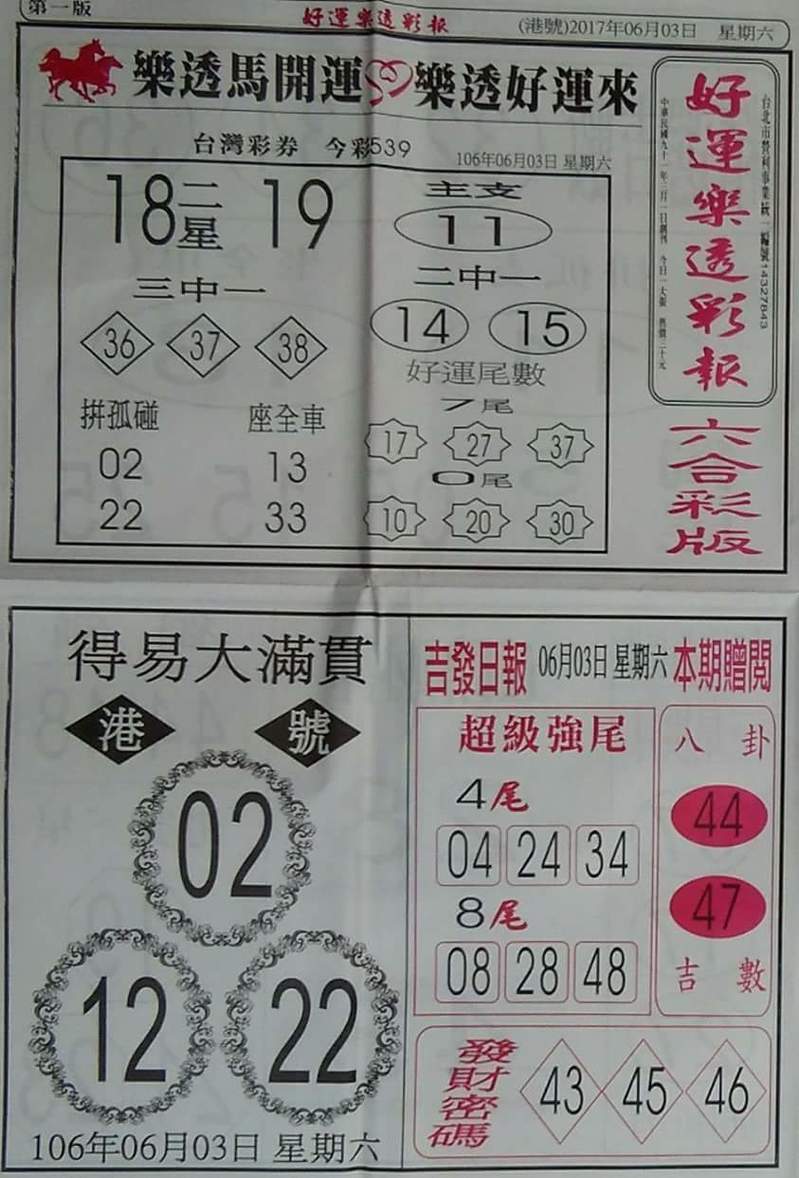 第一版
好運樂透彩報
(港號)2017年06月03日 星期六
樂透馬開運 樂透好運來
台灣彩券 今彩539
106年06月03日 星期六
18 二星 19
三中一
36 37 38
拼孤碰 座全車
02 13
22 33
主支
11
二中一
14 15
好運尾數
7尾
17 27 37
0尾
10 20 30
好運樂透彩報
六合彩版
得易大滿貫
港 號
02
12 22
106年06月03日 星期六
吉發日報 06月03日 星期六 本期贈閱
超級強尾
4尾
04 24 34
8尾
08 28 48
八卦
44
47
吉數
發財密碼
43 45 46